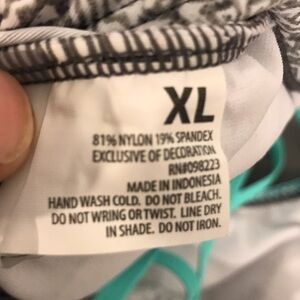 XL
81% NYLON 19% SPANDEX
EXCLUSIVE OF DECORATION
RN#098223
MADE IN INDONESIA
HAND WASH COLD. DO NOT BLEACH.
DO NOT WRING OR TWIST. LINE DRY
IN SHADE. DO NOT IRON.